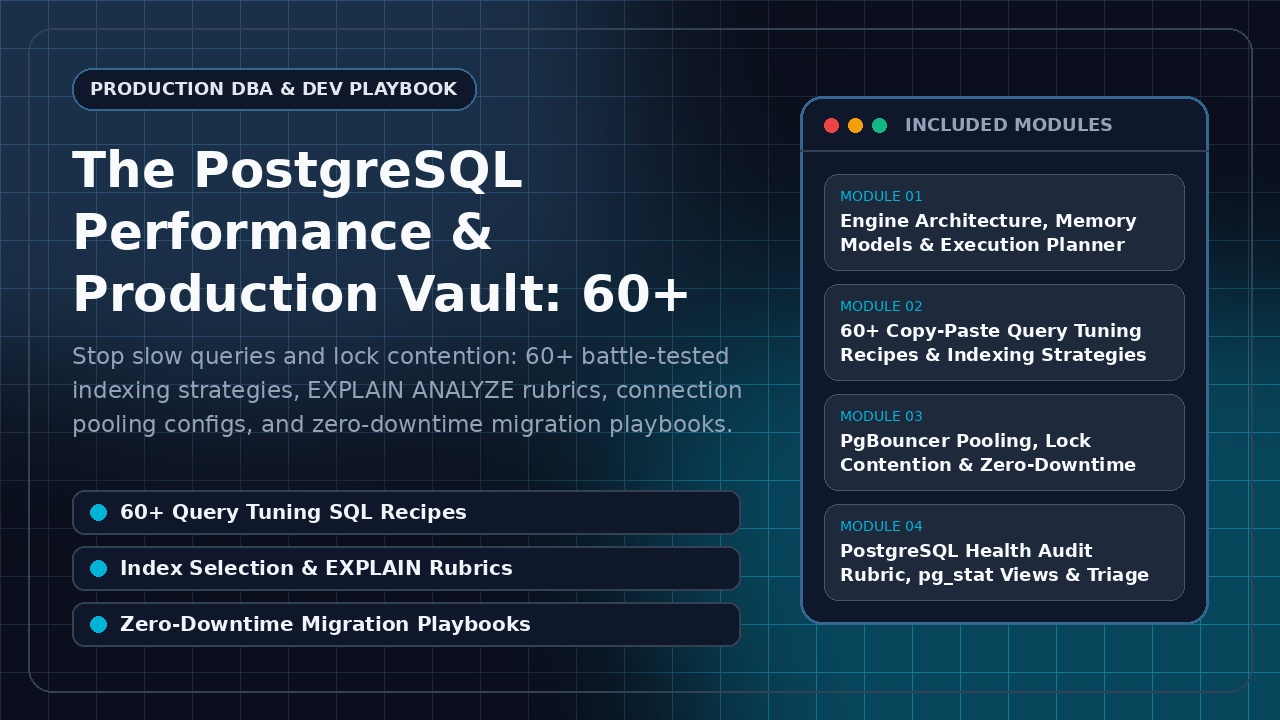 PRODUCTION DBA & DEV PLAYBOOK
The PostgreSQL
Performance &
Production Vault: 60+
Stop slow queries and lock contention: 60+ battle-tested
indexing strategies, EXPLAIN ANALYZE rubrics, connection
pooling configs, and zero-downtime migration playbooks.
60+ Query Tuning SQL Recipes
Index Selection & EXPLAIN Rubrics
Zero-Downtime Migration Playbooks
INCLUDED MODULES
MODULE 01
Engine Architecture, Memory
Models & Execution Planner
MODULE 02
60+ Copy-Paste Query Tuning
Recipes & Indexing Strategies
MODULE 03
PgBouncer Pooling, Lock
Contention & Zero-Downtime
MODULE 04
PostgreSQL Health Audit
Rubric, pg_stat Views & Triage